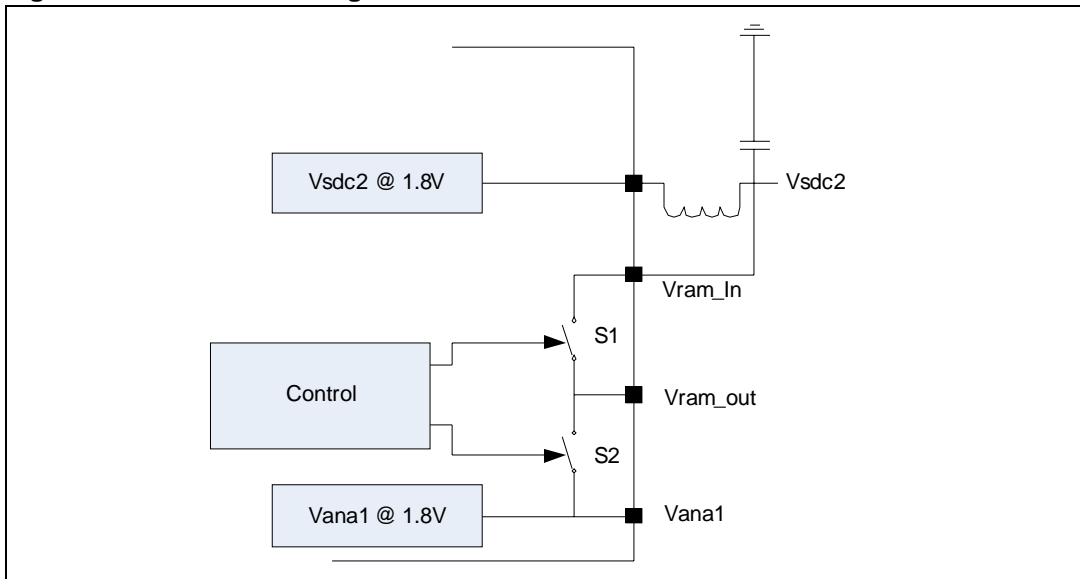 Vsdc2 @ 1.8V
Vsdc2
Vram_In
S1
Control
Vram_out
S2
Vana1 @ 1.8V
Vana1